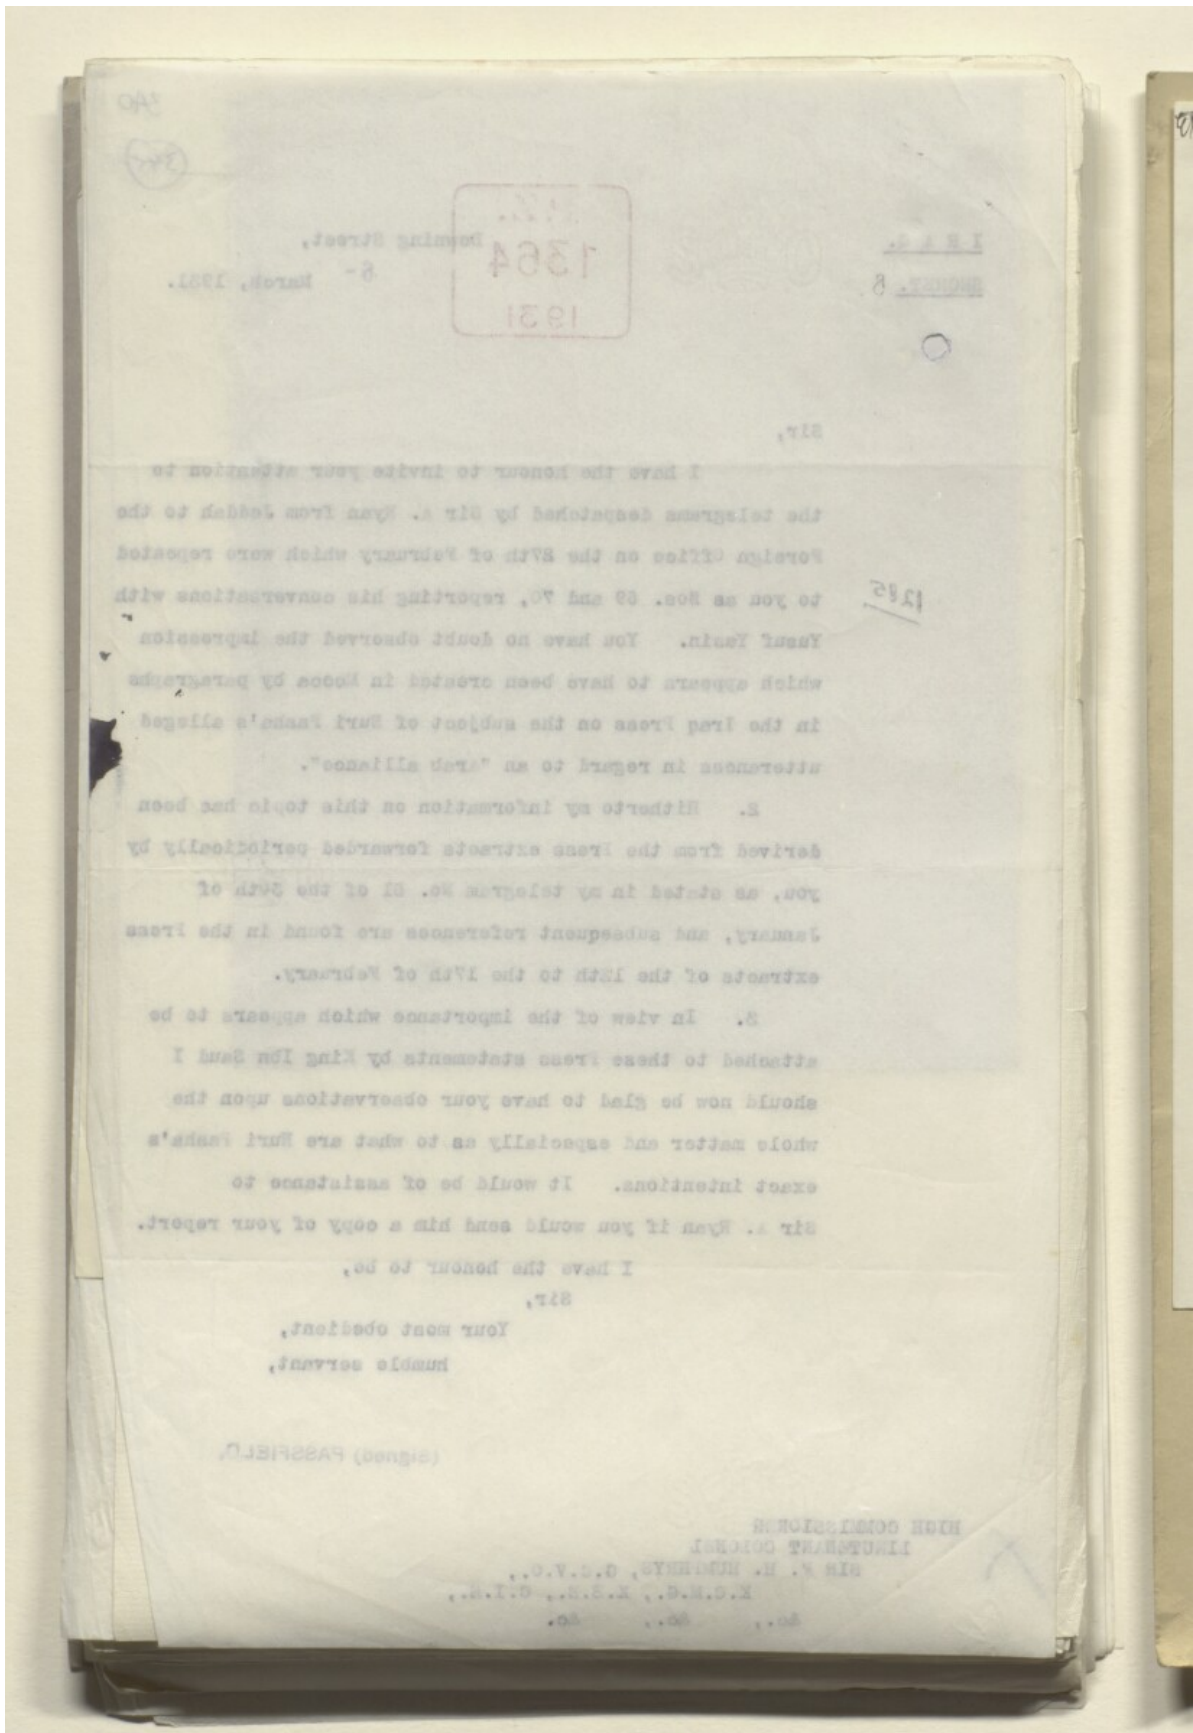 340
I R A Q.
SECRET. 8
1364
1931
Downing Street,
6- March, 1931.
Sir,
I have the honour to invite your attention to
the telegrams despatched by Sir A. Ryan from Jeddah to the
Foreign Office on the 27th of February which were repeated
to you as Nos. 69 and 70, reporting his conversations with
1285
Yusuf Yasin. You have no doubt observed the impression
which appears to have been created in Mecca by paragraphs
in the Iraq Press on the subject of Nuri Pasha's alleged
utterances in regard to an "Arab alliance".
2. Hitherto my information on this topic has been
derived from the Press extracts forwarded periodically by
you, as stated in my telegram No. 51 of the 30th of
January, and subsequent references are found in the Press
extracts of the 12th to the 17th of February.
3. In view of the importance which appears to be
attached to these Press statements by King Ibn Saud I
should now be glad to have your observations upon the
whole matter and especially as to what are Nuri Pasha's
exact intentions. It would be of assistance to
Sir A. Ryan if you would send him a copy of your report.
I have the honour to be,
Sir,
Your most obedient,
humble servant,
(Signed) PASSFIELD.
HIGH COMMISSIONER
LIEUTENANT COLONEL
SIR F. H. HUMPHRYS, G.C.V.O.,
K.C.M.G., K.B.E., C.I.E.,
&c., &c., &c.